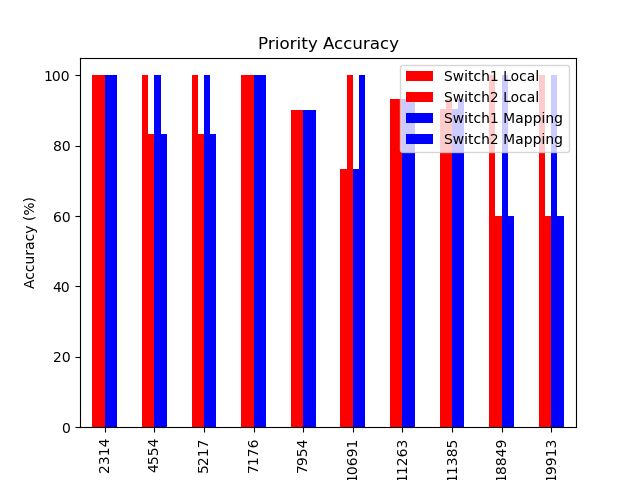 Priority Accuracy
Switch1 Local
Switch2 Local
Switch1 Mapping
Switch2 Mapping
Accuracy (%)
100
80
60
40
20
0
2314
4554
5217
7176
7954
10691
11263
11385
18849
19913